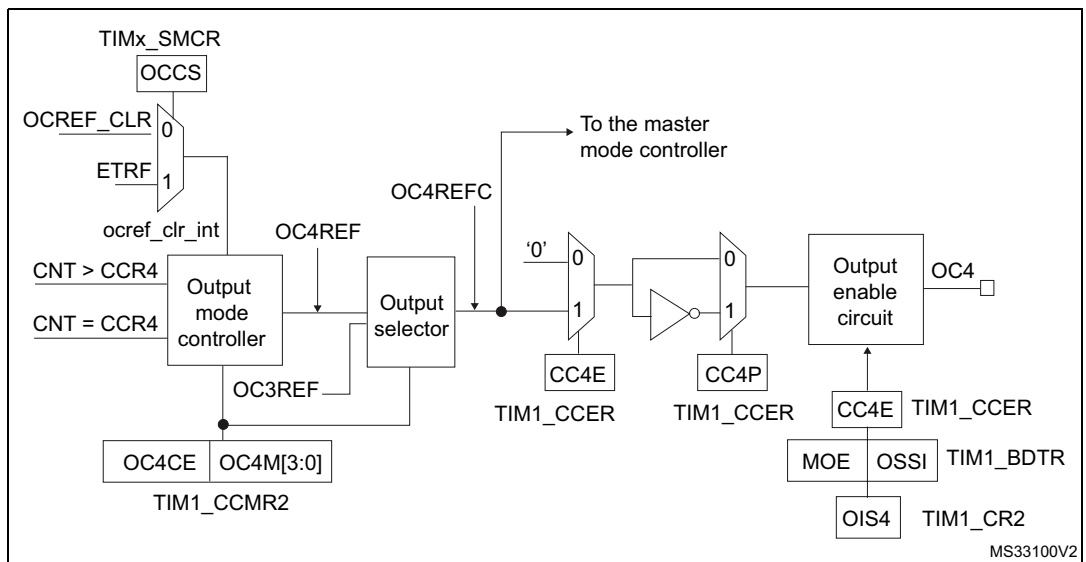 TIMx_SMCR
OCCS
OCREF_CLR
0
ETRF
1
ocref_clr_int
To the master
mode controller
OC4REFC
OC4REF
CNT > CCR4
CNT = CCR4
Output
mode
controller
Output
selector
OC3REF
‘0’
0
1
CC4E
TIM1_CCER
0
1
CC4P
TIM1_CCER
Output
enable
circuit
OC4
CC4E
TIM1_CCER
MOE
OSSI
TIM1_BDTR
OIS4
TIM1_CR2
OC4CE
OC4M[3:0]
TIM1_CCMR2
MS33100V2